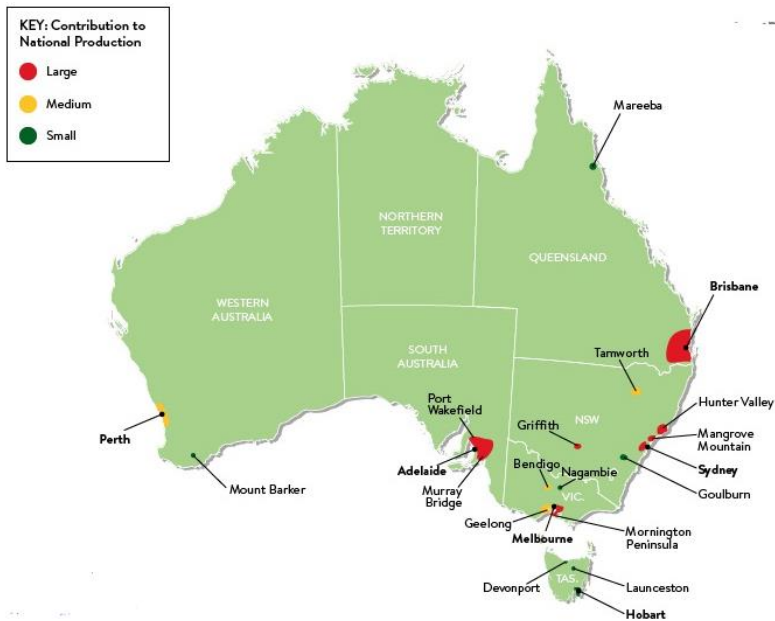 KEY: Contribution to
National Production
Large
Medium
Small
Mareeba
NORTHERN
TERRITORY
QUEENSLAND
WESTERN
AUSTRALIA
Brisbane
SOUTH
AUSTRALIA
Tamworth
Port
Wakefield
NSW
Hunter Valley
Griffith
Mangrove
Mountain
Perth
Adelaide
Bendigo
Nagambie
Sydney
Mount Barker
Murray
Bridge
VIC.
Goulburn
Geelong
Melbourne
Mornington
Peninsula
Devonport
TAS.
Launceston
Hobart